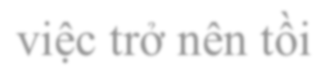 việc trở nên tồi